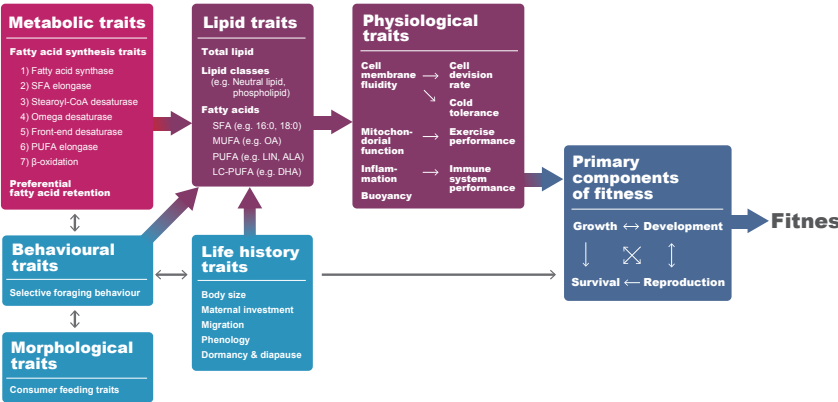 Metabolic traits
Fatty acid synthesis traits
1) Fatty acid synthase
2) SFA elongase
3) Stearoyl-CoA desaturase
4) Omega desaturase
5) Front-end desaturase
6) PUFA elongase
7) β-oxidation
Preferential
fatty acid retention
Behavioural
traits
Selective foraging behaviour
Morphological
traits
Consumer feeding traits
Lipid traits
Total lipid
Lipid classes
(e.g. Neutral lipid,
phospholipid)
Fatty acids
SFA (e.g. 16:0, 18:0)
MUFA (e.g. OA)
PUFA (e.g. LIN, ALA)
LC-PUFA (e.g. DHA)
Life history
traits
Body size
Maternal investment
Migration
Phenology
Dormancy & diapause
Physiological
traits
Cell
membrane
fluidity
Cell
devision
rate
Cold
tolerance
Mitochon-
dorial
function
Exercise
performance
Inflam-
mation
Immune
system
performance
Buoyancy
Primary
components
of fitness
Growth
Development
Survival
Reproduction
Fitnes